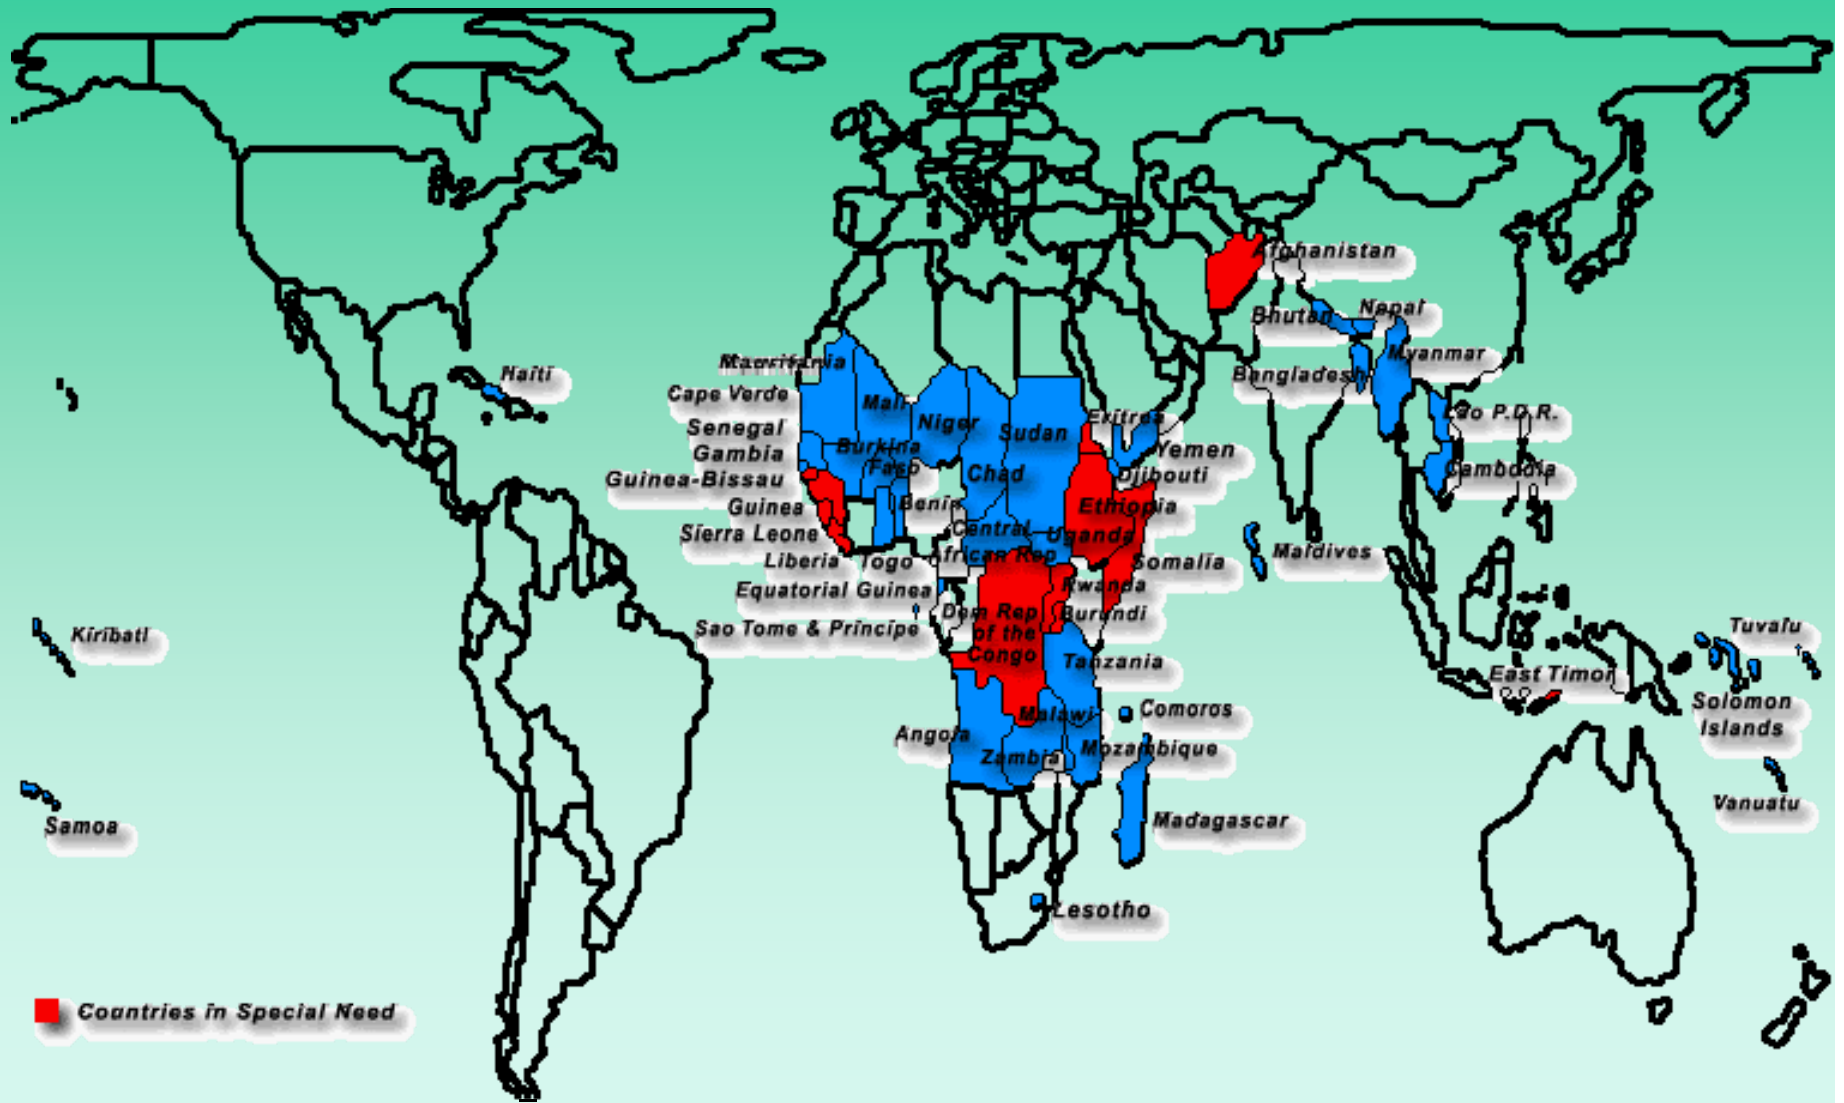 Afghanistan
Bhutan
Nepal
Myanmar
Bangladesh
Haiti
Mauritania
Cape Verde
Mali
Niger
Sudan
Eritrea
Lao P.D.R.
Senegal
Burkina
Faso
Yemen
Gambia
Chad
Djibouti
Cambodia
Guinea-Bissau
Guinea
Benin
Ethiopia
Sierra Leone
Central
African Rep
Uganda
Liberia
Togo
Somalia
Maldives
Equatorial Guinea
Rwanda
Dem Rep
of the
Congo
Burundi
Sao Tome & Principe
Kiribati
Tuvalu
Tanzania
East Timor
Solomon
Islands
Malawi
Comoros
Angola
Zambia
Mozambique
Vanuatu
Samoa
Madagascar
Lesotho
Countries in Special Need